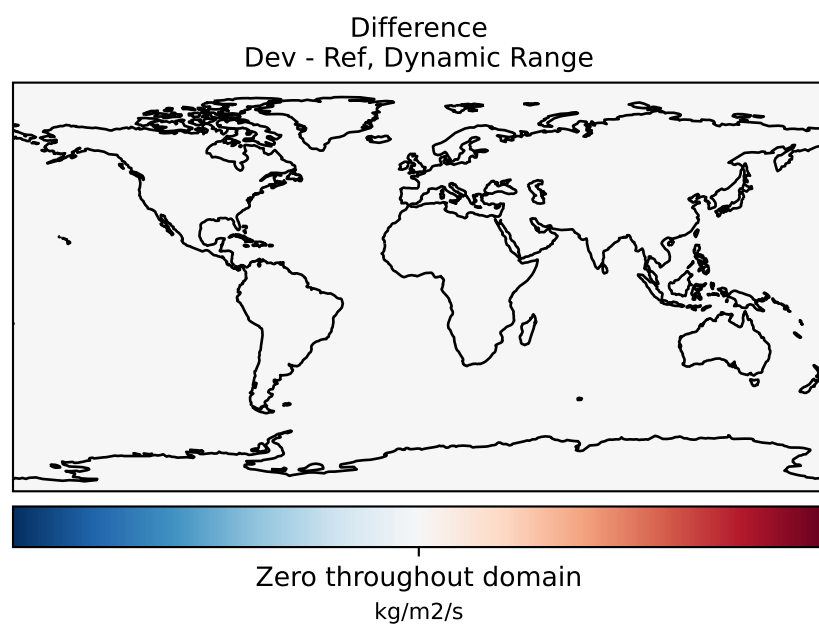 Difference
Dev - Ref, Dynamic Range
Zero throughout domain
kg/m2/s